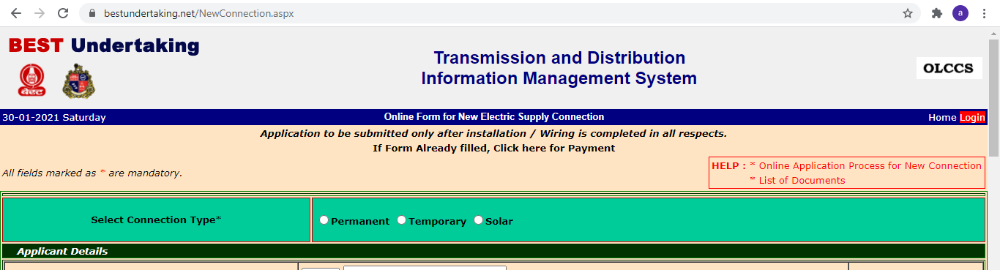 bestundertaking.net/NewConnection.aspx
a
BEST Undertaking
बेस्ट
Transmission and Distribution
Information Management System
OLCCS
30-01-2021 Saturday
Online Form for New Electric Supply Connection
Home Login
Application to be submitted only after installation / Wiring is completed in all respects.
If Form Already filled, Click here for Payment
All fields marked as * are mandatory.
HELP : * Online Application Process for New Connection
* List of Documents
Select Connection Type*
Permanent Temporary Solar
Applicant Details